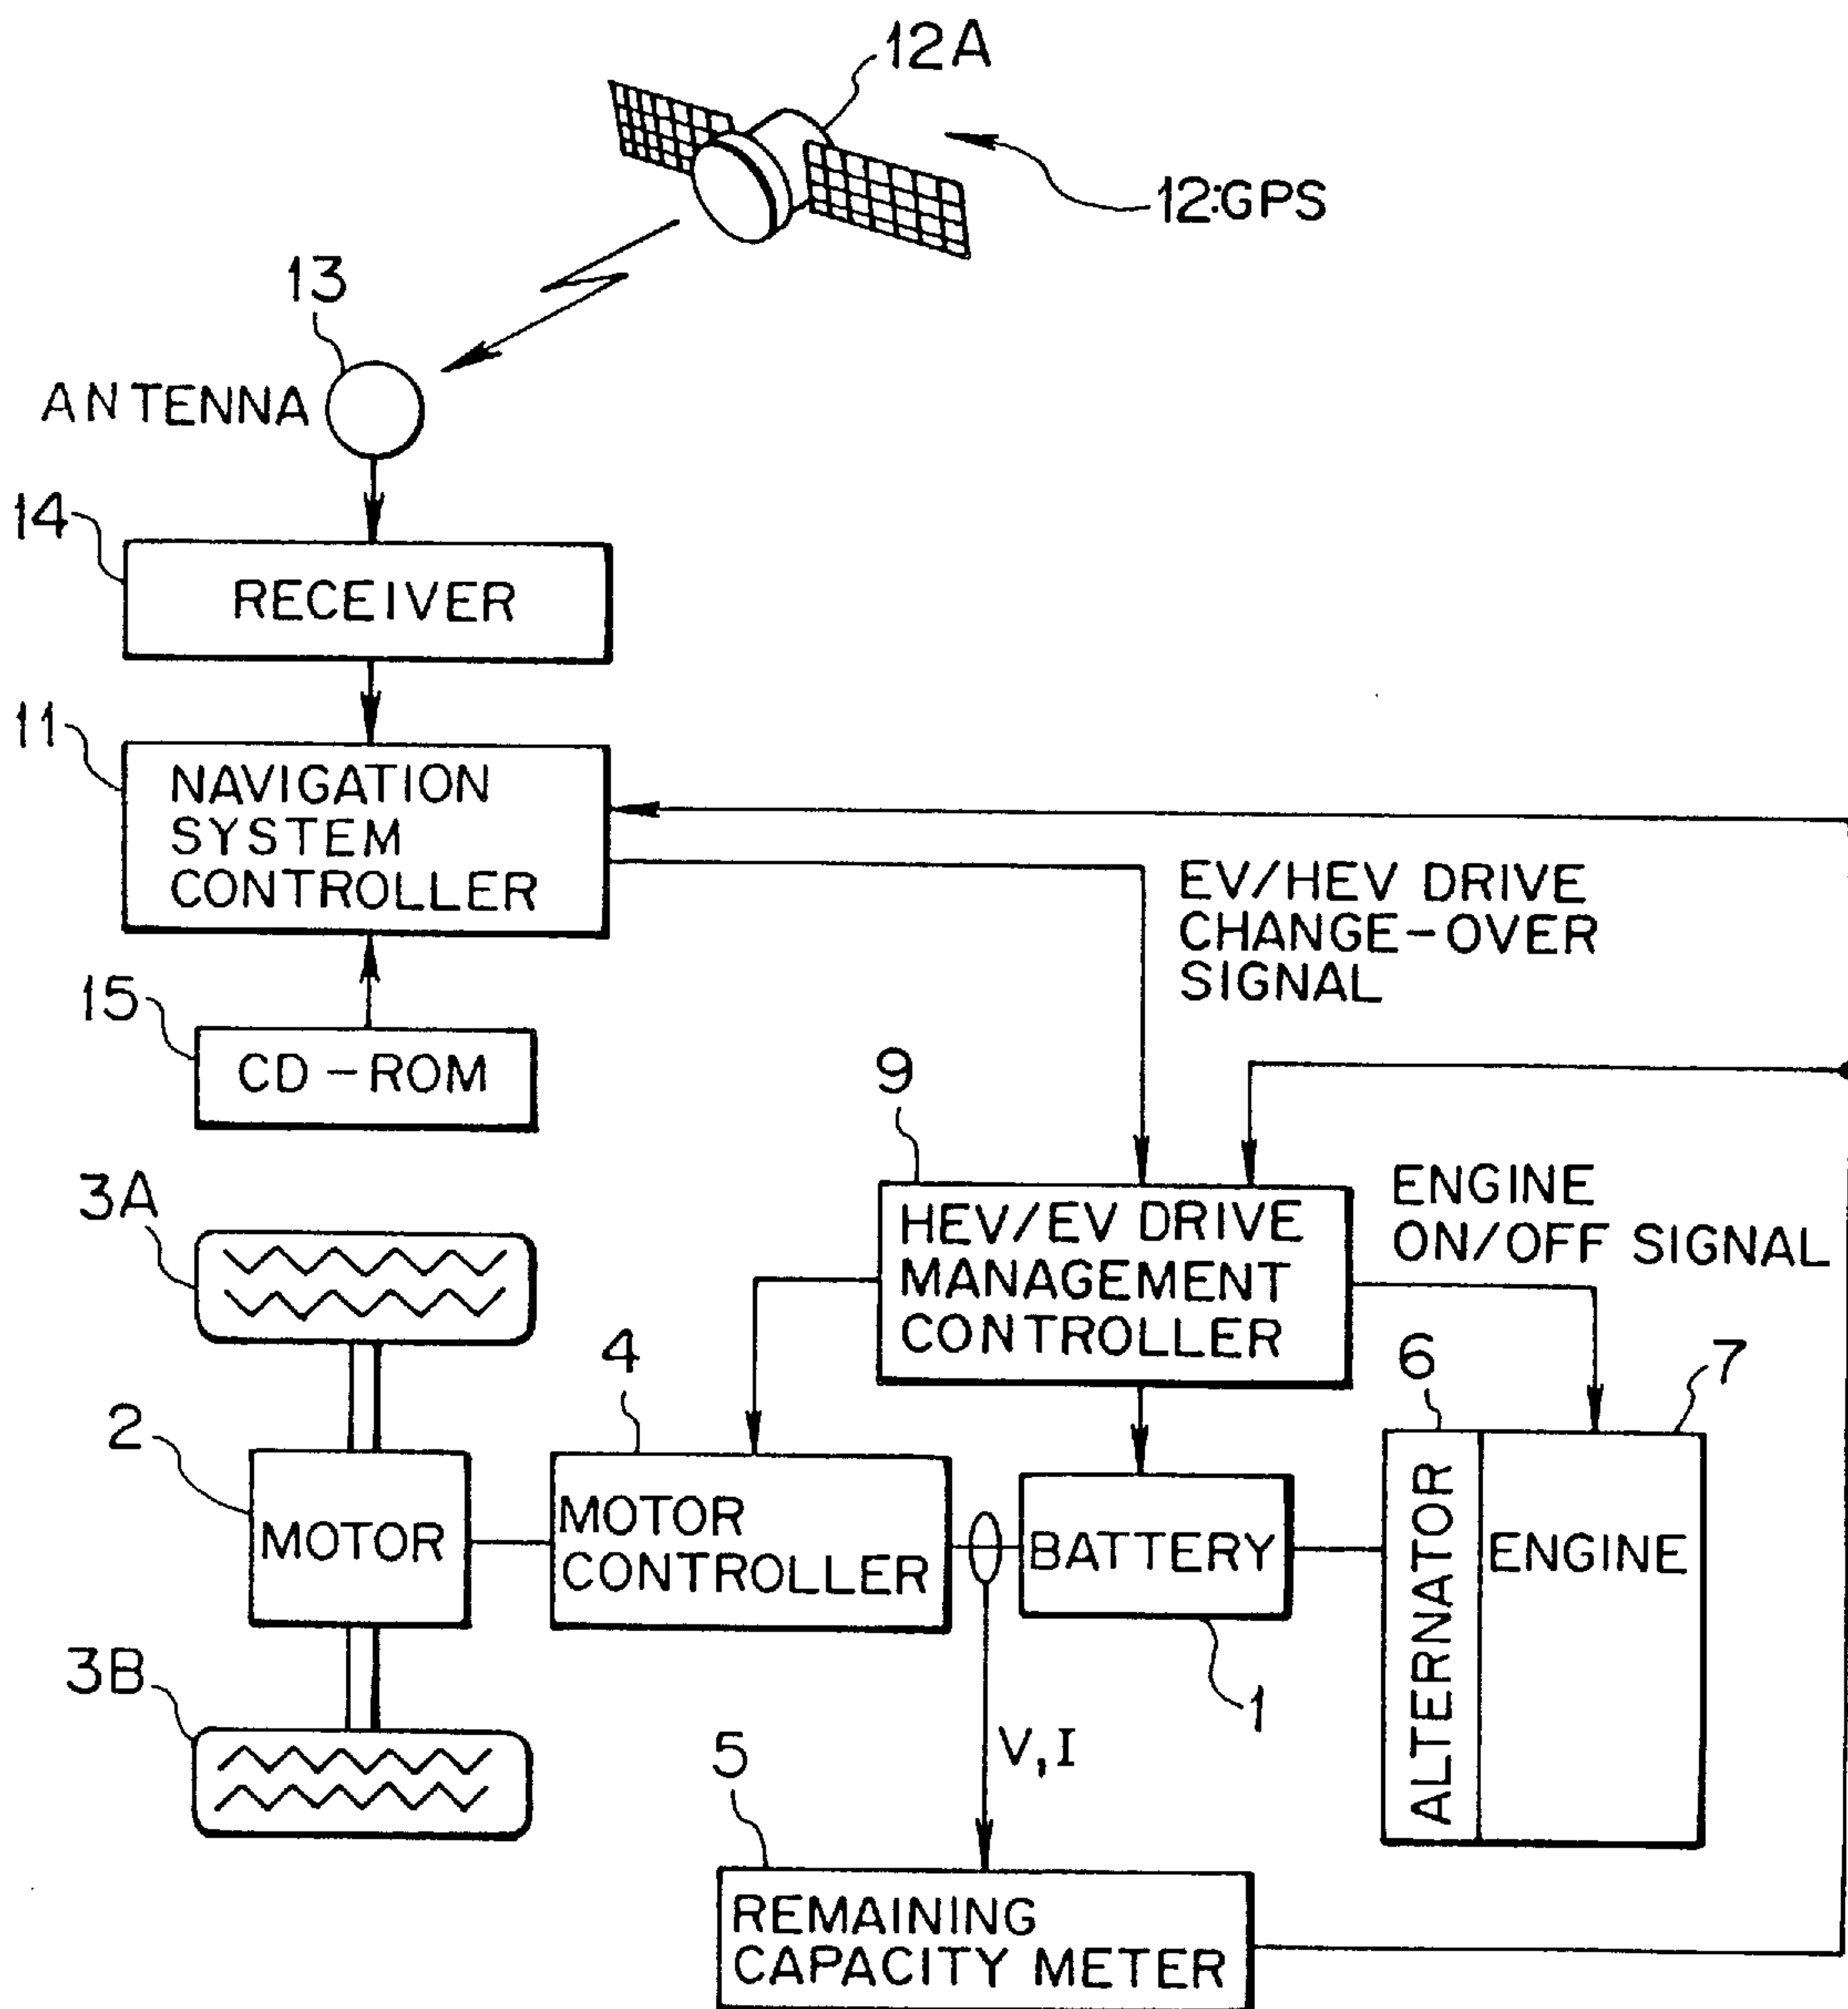 12A
12:GPS
13
ANTENNA
14
RECEIVER
11
NAVIGATION
SYSTEM
CONTROLLER
EV/HEV DRIVE
CHANGE-OVER
SIGNAL
15
CD-ROM
9
HEV/EV DRIVE
MANAGEMENT
CONTROLLER
ENGINE
ON/OFF SIGNAL
3A
2
MOTOR
4
MOTOR
CONTROLLER
BATTERY
1
6
ALTERNATOR
7
ENGINE
3B
V,I
5
REMAINING
CAPACITY METER